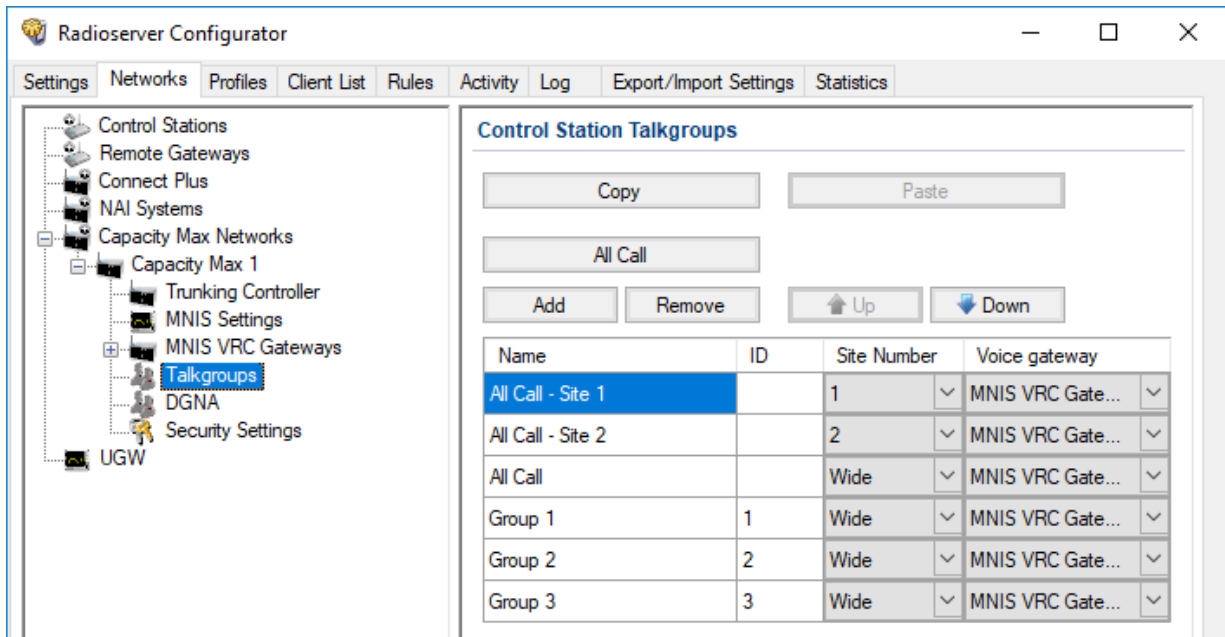 Radioserver Configurator
Settings Networks Profiles Client List Rules Activity Log Export/Import Settings Statistics
Control Stations
Remote Gateways
Connect Plus
NAI Systems
Capacity Max Networks
Capacity Max 1
Trunking Controller
MNIS Settings
MNIS VRC Gateways
Talkgroups
DGNA
Security Settings
UGW
Control Station Talkgroups
Copy Paste
All Call
Add Remove Up Down
Name ID Site Number Voice gateway
All Call - Site 1 1 MNIS VRC Gate...
All Call - Site 2 2 MNIS VRC Gate...
All Call Wide MNIS VRC Gate...
Group 1 1 Wide MNIS VRC Gate...
Group 2 2 Wide MNIS VRC Gate...
Group 3 3 Wide MNIS VRC Gate...